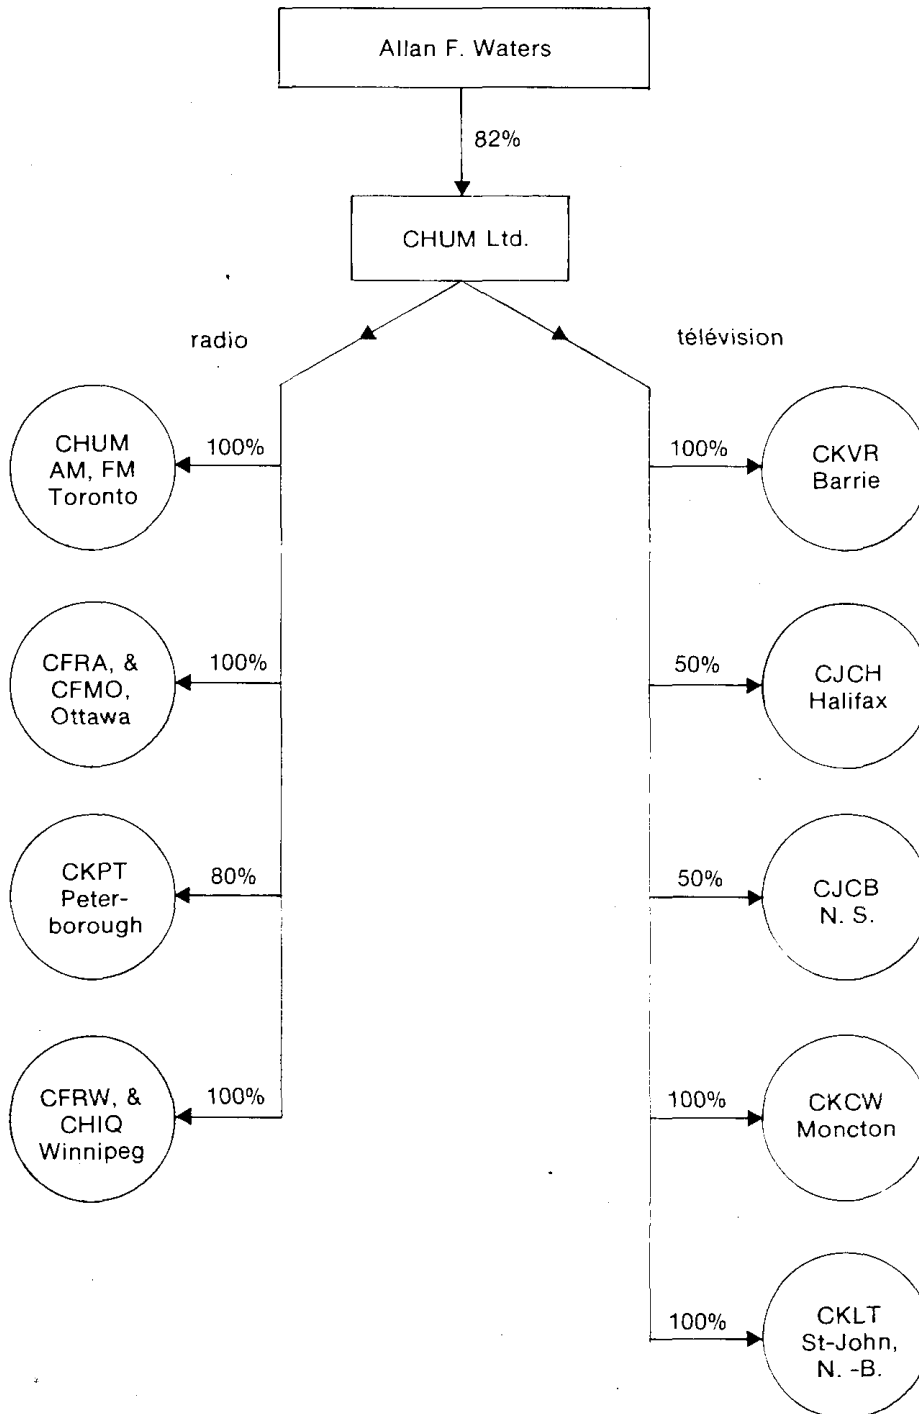 Allan F. Waters
82%
CHUM Ltd.
radio
télévision
CHUM
AM, FM
Toronto
100%
100%
CKVR
Barrie
CFRA, &
CFMO,
Ottawa
100%
50%
CJCH
Halifax
CKPT
Peter-
borough
80%
50%
CJCB
N. S.
CFRW, &
CHIQ
Winnipeg
100%
100%
CKCW
Moncton
100%
CKLT
St-John,
N. -B.